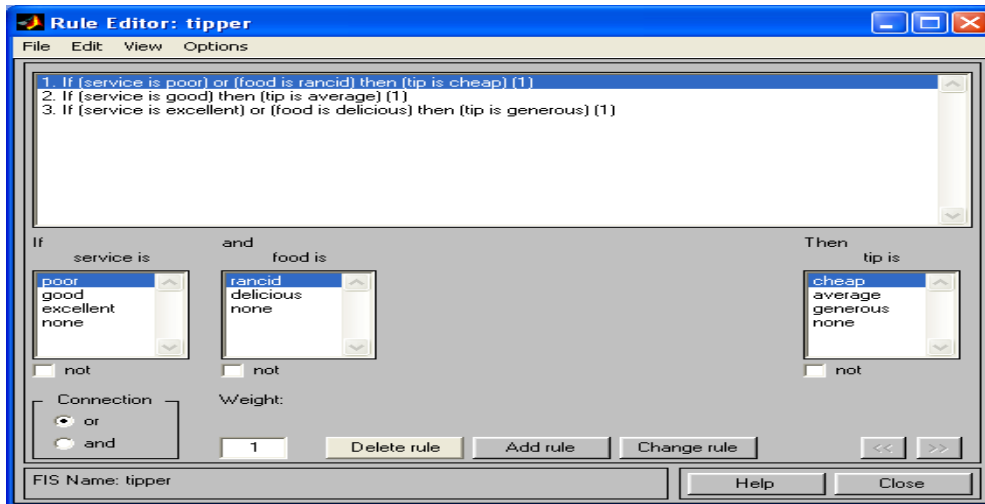 Rule Editor: tipper
File Edit View Options
1. If (service is poor) or (food is rancid) then (tip is cheap) (1)
2. If (service is good) then (tip is average) (1)
3. If (service is excellent) or (food is delicious) then (tip is generous) (1)
If and Then
service is food is tip is
poor rancid cheap
good delicious average
excellent none generous
none none
not not not
Connection Weight:
or
and 1 Delete rule Add rule Change rule << >>
FIS Name: tipper Help Close